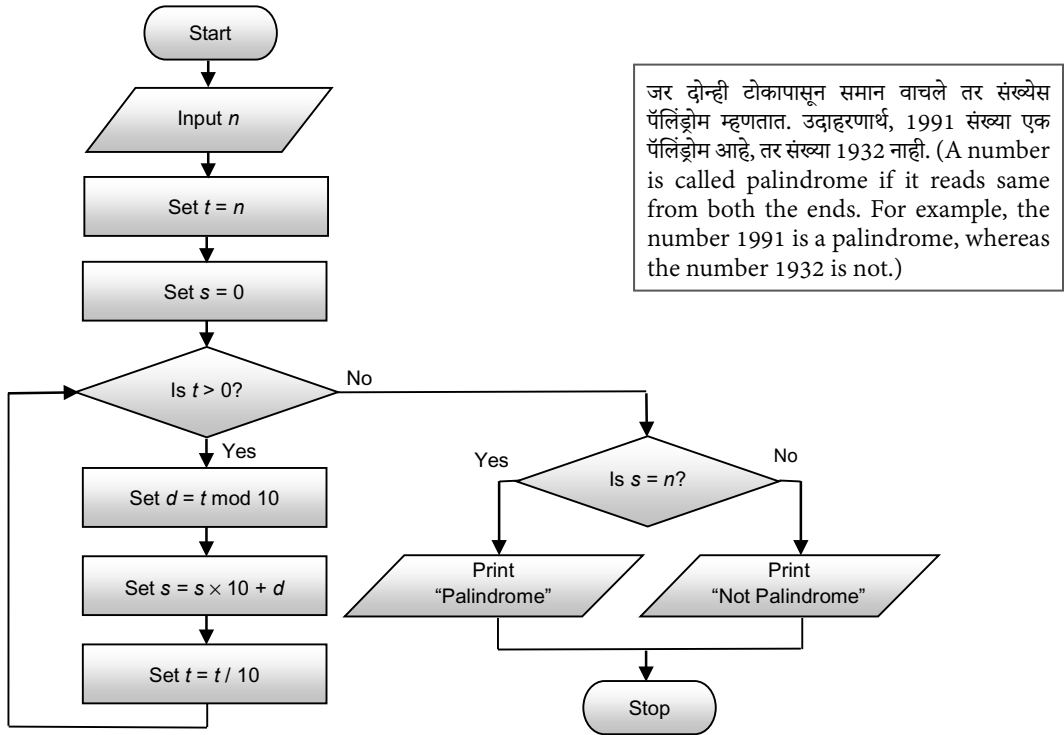 Start
Input n
Set t = n
Set s = 0
Is t > 0?
No
Yes
Set d = t mod 10
Set s = s × 10 + d
Set t = t / 10
Yes
Is s = n?
No
Print
“Palindrome”
Print
“Not Palindrome”
Stop
जर दोन्ही टोकापासून समान वाचले तर संख्येस
पॅलिंड्रोम म्हणतात. उदाहरणार्थ, 1991 संख्या एक
पॅलिंड्रोम आहे, तर संख्या 1932 नाही. (A number
is called palindrome if it reads same
from both the ends. For example, the
number 1991 is a palindrome, whereas
the number 1932 is not.)